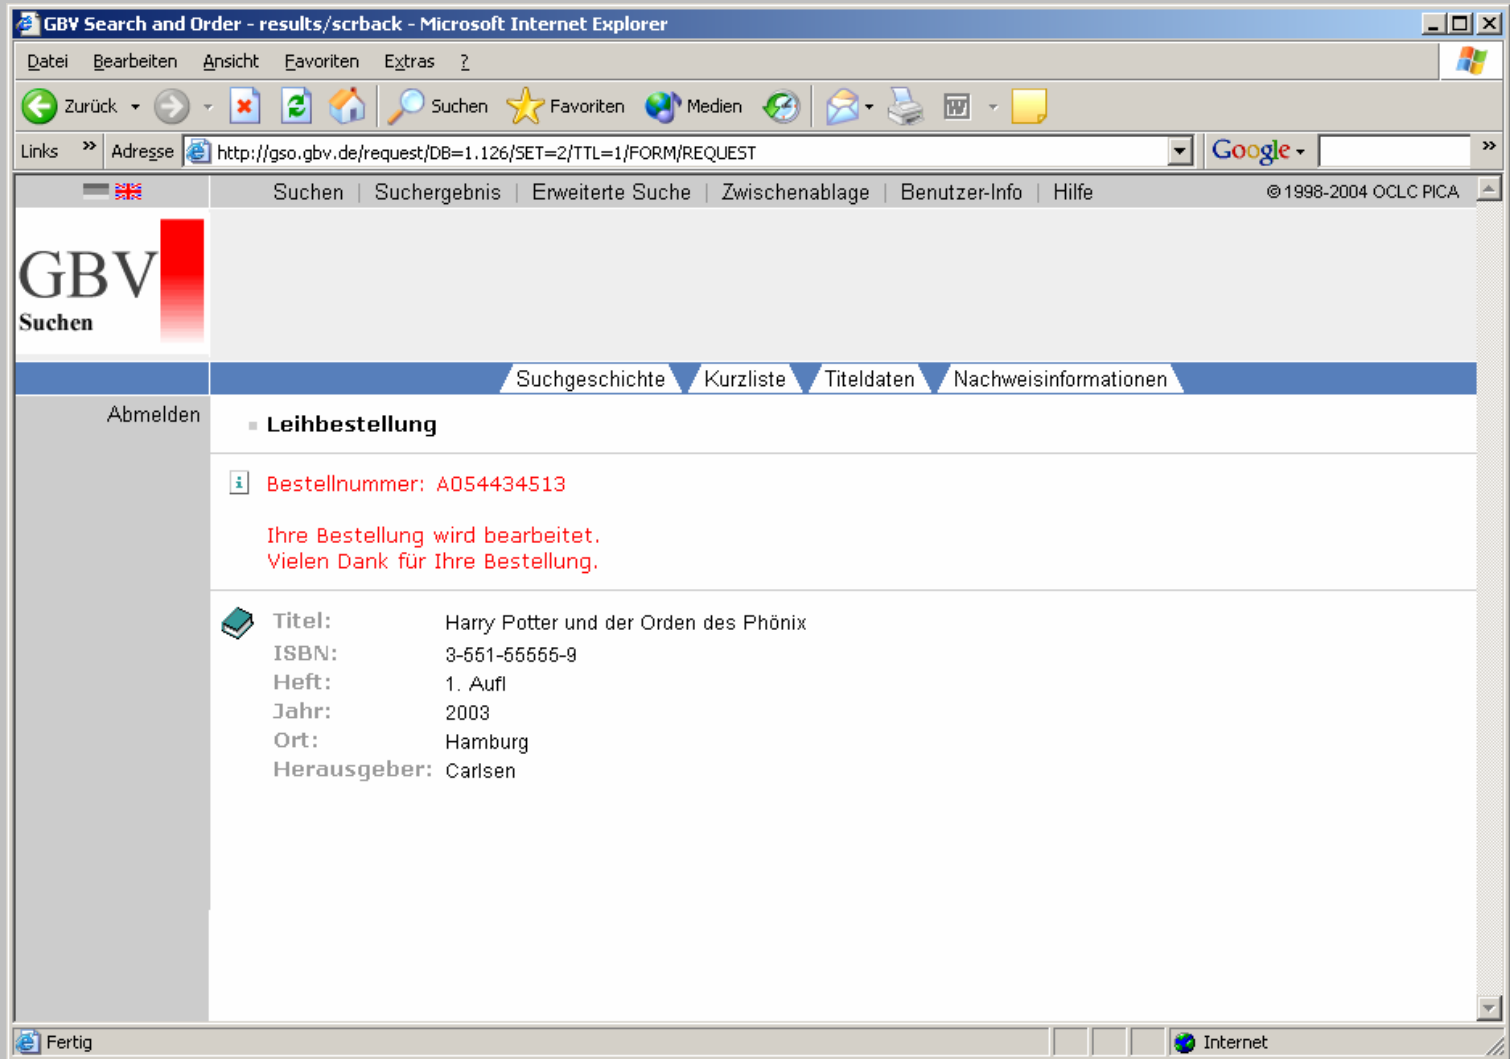 GBV Search and Order - results/scrback - Microsoft Internet Explorer
Datei Bearbeiten Ansicht Favoriten Extras ?
Zurück Suchen Favoriten Medien
Links » Adresse http://gso.gbv.de/request/DB=1.126/SET=2/TTL=1/FORM/REQUEST Google »
Suchen | Suchergebnis | Erweiterte Suche | Zwischenablage | Benutzer-Info | Hilfe ©1998-2004 OCLC PICA
GBV
Suchen
Suchgeschichte Kurzliste Titeldaten Nachweisinformationen
Abmelden
Leihbestellung
Bestellnummer: A054434513
Ihre Bestellung wird bearbeitet.
Vielen Dank für Ihre Bestellung.
Titel: Harry Potter und der Orden des Phönix
ISBN: 3-551-55555-9
Heft: 1. Aufl
Jahr: 2003
Ort: Hamburg
Herausgeber: Carlsen
Fertig Internet